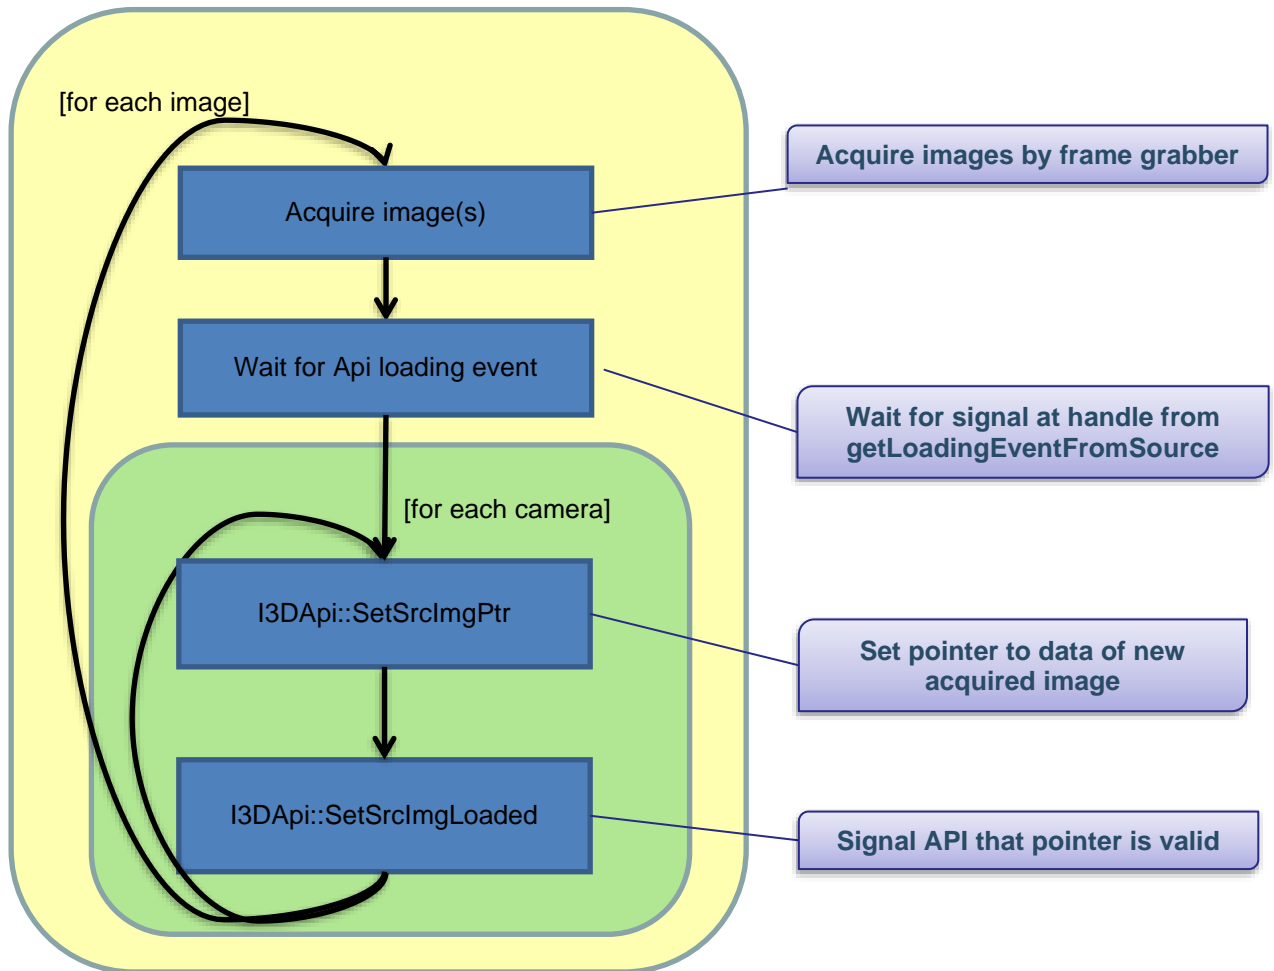 [for each image]
Acquire images by frame grabber
Acquire image(s)
Wait for Api loading event
Wait for signal at handle from
getLoadingEventFromSource
[for each camera]
I3DApi::SetSrcImgPtr
Set pointer to data of new
acquired image
I3DApi::SetSrcImgLoaded
Signal API that pointer is valid